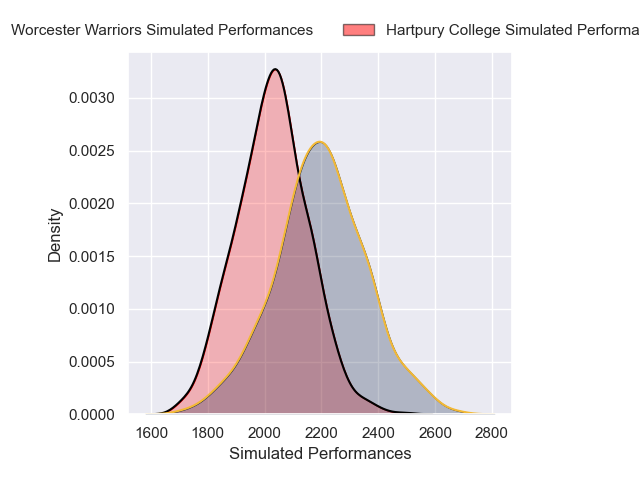 Worcester Warriors Simulated Performances Hartpury College Simulated Performa
0.0030
0.0025
0.0020
0.0015
0.0010
0.0005
0.0000
Density
1600 1800 2000 2200 2400 2600 2800
Simulated Performances